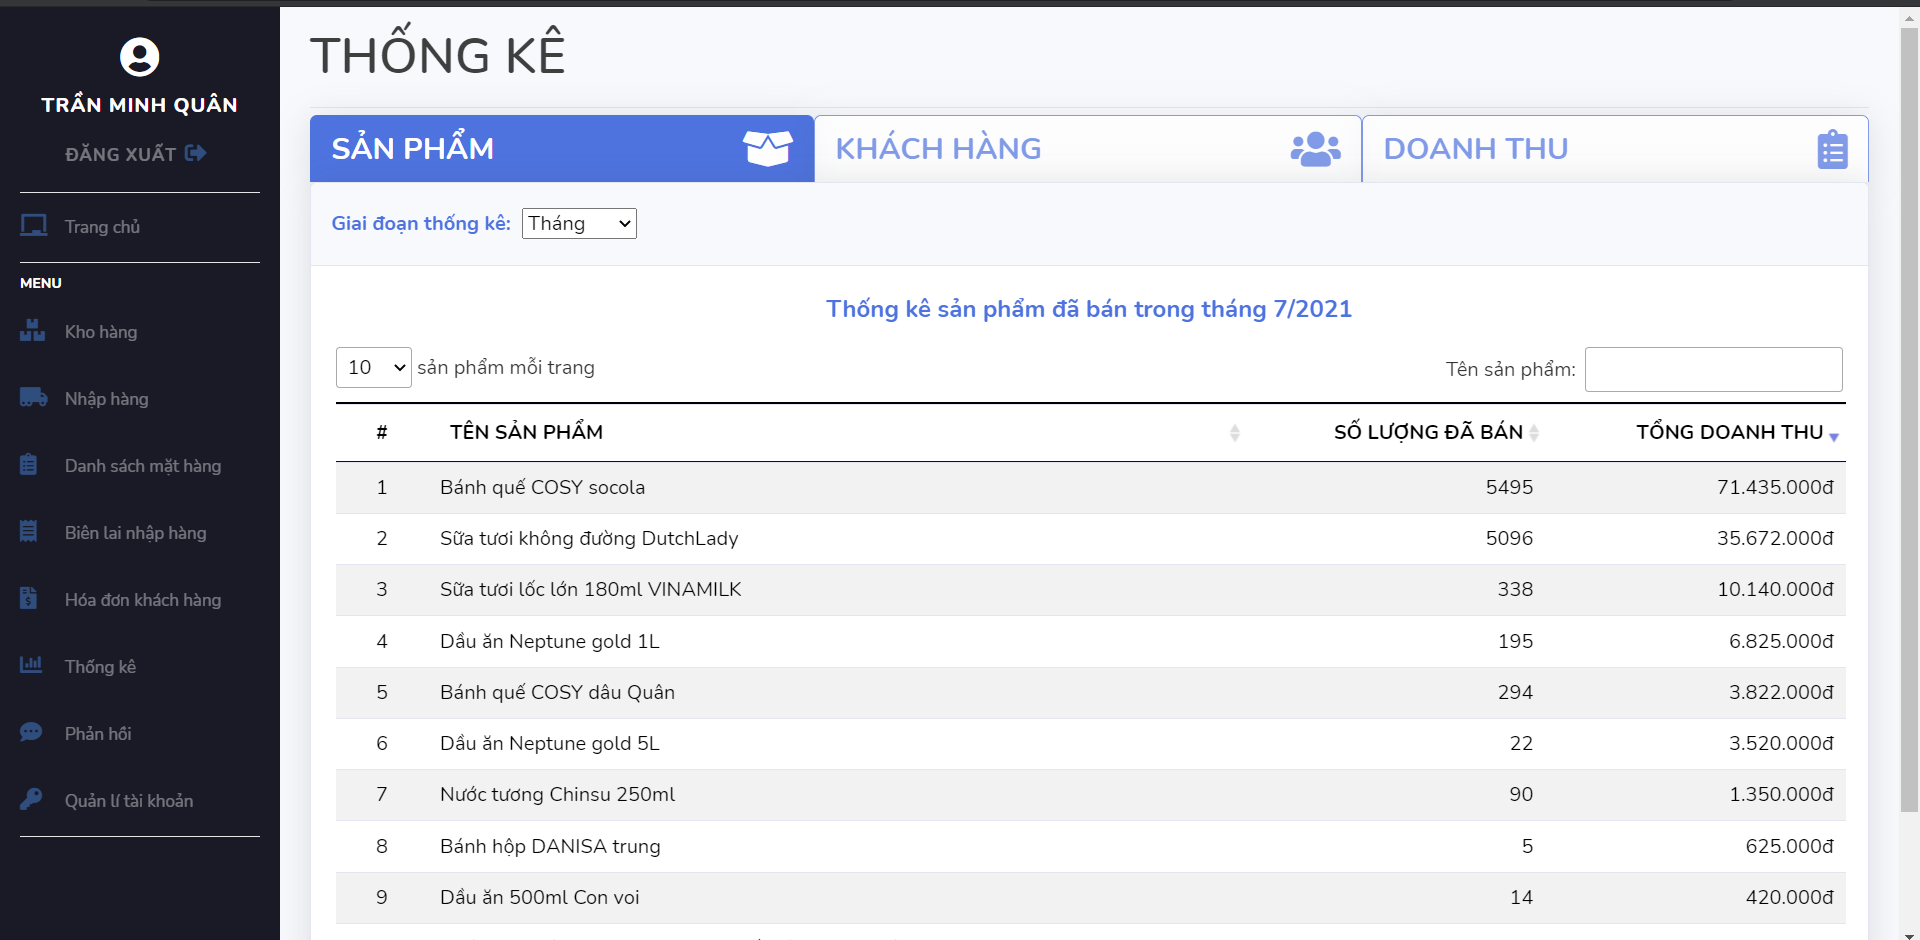 TRẦN MINH QUÂN
ĐĂNG XUẤT
Trang chủ
MENU
Kho hàng
Nhập hàng
Danh sách mặt hàng
Biên lai nhập hàng
Hóa đơn khách hàng
Thống kê
Phản hồi
Quản lí tài khoản
THỐNG KÊ
SẢN PHẨM KHÁCH HÀNG DOANH THU
Giai đoạn thống kê: Tháng
Thống kê sản phẩm đã bán trong tháng 7/2021
10 sản phẩm mỗi trang Tên sản phẩm:
# TÊN SẢN PHẨM SỐ LƯỢNG ĐÃ BÁN TỔNG DOANH THU
1 Bánh quế COSY socola 5495 71.435.000đ
2 Sữa tươi không đường DutchLady 5096 35.672.000đ
3 Sữa tươi lốc lớn 180ml VINAMILK 338 10.140.000đ
4 Dầu ăn Neptune gold 1L 195 6.825.000đ
5 Bánh quế COSY dâu Quân 294 3.822.000đ
6 Dầu ăn Neptune gold 5L 22 3.520.000đ
7 Nước tương Chinsu 250ml 90 1.350.000đ
8 Bánh hộp DANISA trung 5 625.000đ
9 Dầu ăn 500ml Con voi 14 420.000đ